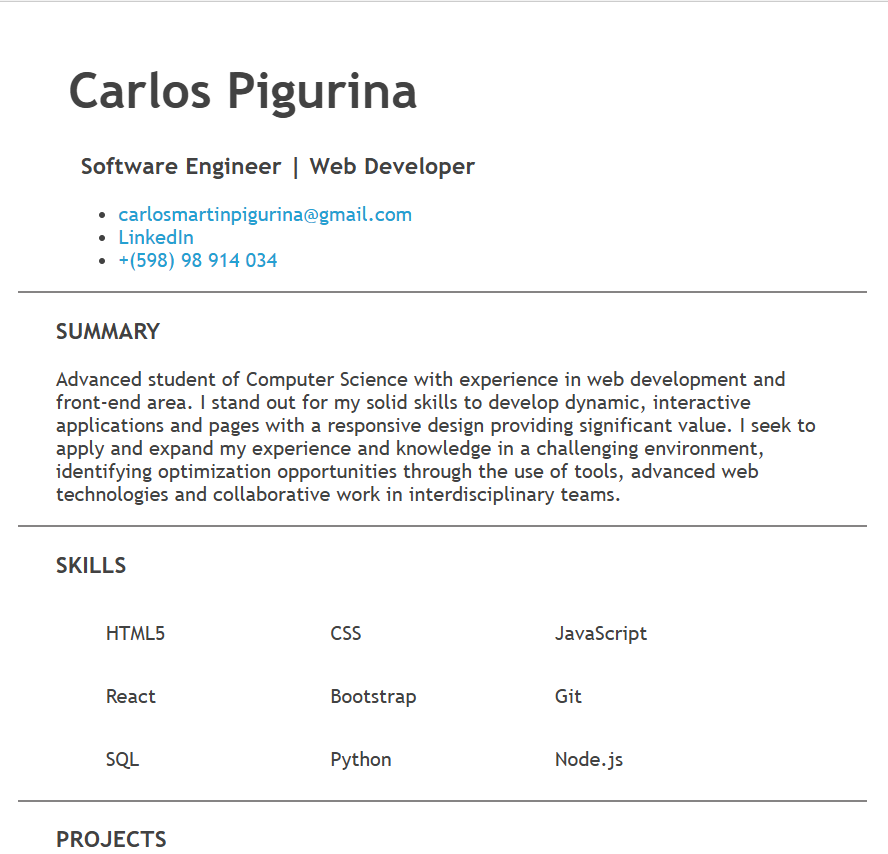 Carlos Pigurina
Software Engineer | Web Developer
carlosmartinpigurina@gmail.com
LinkedIn
+(598) 98 914 034
SUMMARY
Advanced student of Computer Science with experience in web development and
front-end area. I stand out for my solid skills to develop dynamic, interactive
applications and pages with a responsive design providing significant value. I seek to
apply and expand my experience and knowledge in a challenging environment,
identifying optimization opportunities through the use of tools, advanced web
technologies and collaborative work in interdisciplinary teams.
SKILLS
HTML5 CSS JavaScript
React Bootstrap Git
SQL Python Node.js
PROJECTS